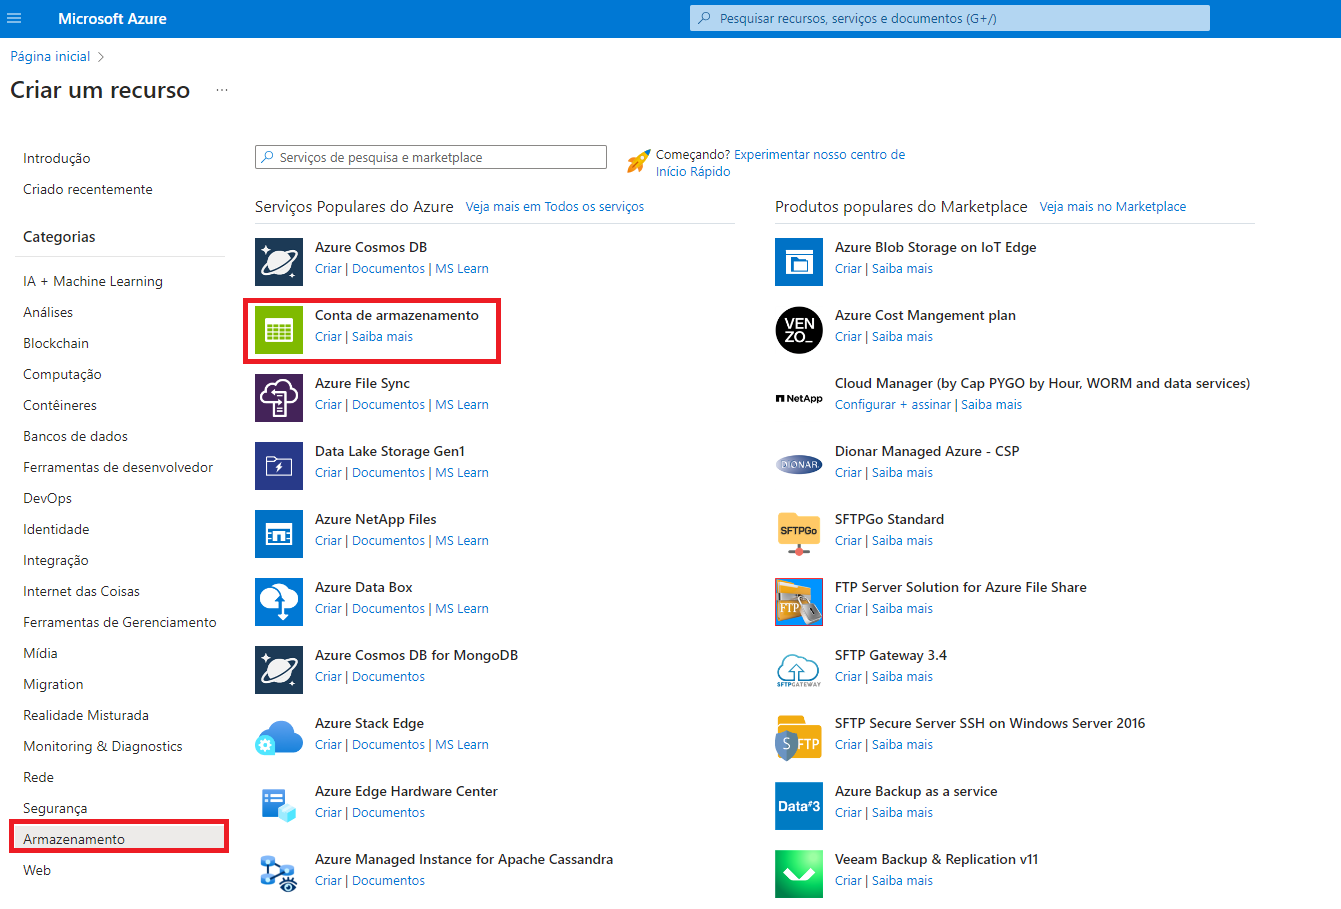 Microsoft Azure
Pesquisar recursos, serviços e documentos (G+/)
Página inicial
Criar um recurso
Introdução
Criado recentemente
Categorias
IA + Machine Learning
Análises
Blockchain
Computação
Contêineres
Bancos de dados
Ferramentas de desenvolvedor
DevOps
Identidade
Integração
Internet das Coisas
Ferramentas de Gerenciamento
Mídia
Migration
Realidade Misturada
Monitoring & Diagnostics
Rede
Segurança
Armazenamento
Web
Serviços de pesquisa e marketplace
Começando? Experimentar nosso centro de
Início Rápido
Serviços Populares do Azure Veja mais em Todos os serviços
Azure Cosmos DB
Criar | Documentos | MS Learn
Conta de armazenamento
Criar | Saiba mais
Azure File Sync
Criar | Documentos | MS Learn
Data Lake Storage Gen1
Criar | Documentos | MS Learn
Azure NetApp Files
Criar | Documentos | MS Learn
Azure Data Box
Criar | Documentos | MS Learn
Azure Cosmos DB for MongoDB
Criar | Documentos
Azure Stack Edge
Criar | Documentos | MS Learn
Azure Edge Hardware Center
Criar | Documentos
Azure Managed Instance for Apache Cassandra
Criar | Documentos
Produtos populares do Marketplace Veja mais no Marketplace
Azure Blob Storage on IoT Edge
Criar | Saiba mais
VEN
ZO_
Azure Cost Mangement plan
Criar | Saiba mais
NetApp
Cloud Manager (by Cap PYGO by Hour, WORM and data services)
Configurar + assinar | Saiba mais
DIONAR
Dionar Managed Azure - CSP
Criar | Saiba mais
SFTPGo
SFTPGo Standard
Criar | Saiba mais
FTP
FTP Server Solution for Azure File Share
Criar | Saiba mais
SFTPGATEWAY
SFTP Gateway 3.4
Criar | Saiba mais
SFTP
SFTP Secure Server SSH on Windows Server 2016
Criar | Saiba mais
Data#3
Azure Backup as a service
Criar | Saiba mais
Veeam Backup & Replication v11
Criar | Saiba mais